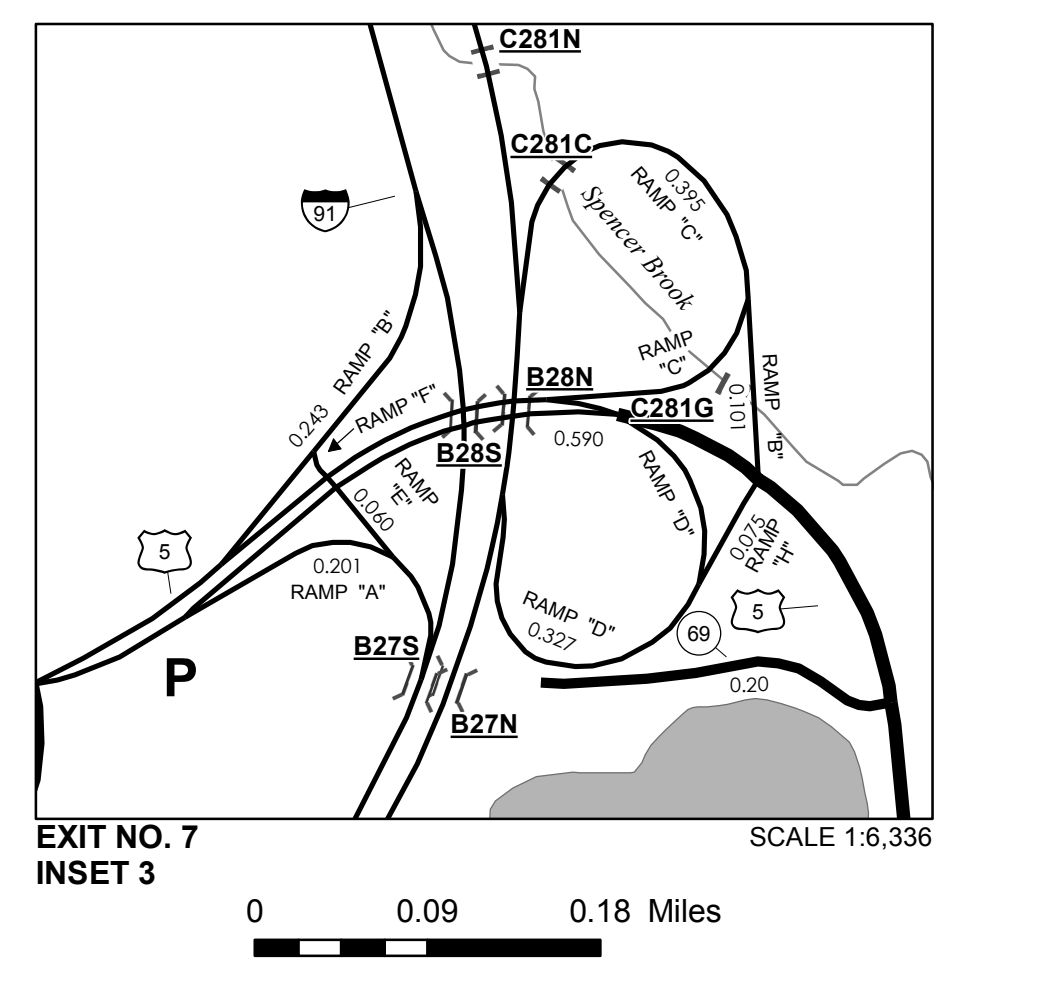 C281N
C281C
0.395
RAMP "C"
91
Spencer Brook
RAMP "B"
RAMP
"C"
RAMP "B"
0.101
B28N
RAMP "F"
C281G
0.243
0.590
B28S
RAMP
"E"
0.060
RAMP "D"
0.075
RAMP
"H"
5
0.201
RAMP "A"
RAMP "D"
0.327
5
69
B27S
P
0.20
B27N
EXIT NO. 7
SCALE 1:6,336
INSET 3
0 0.09 0.18 Miles